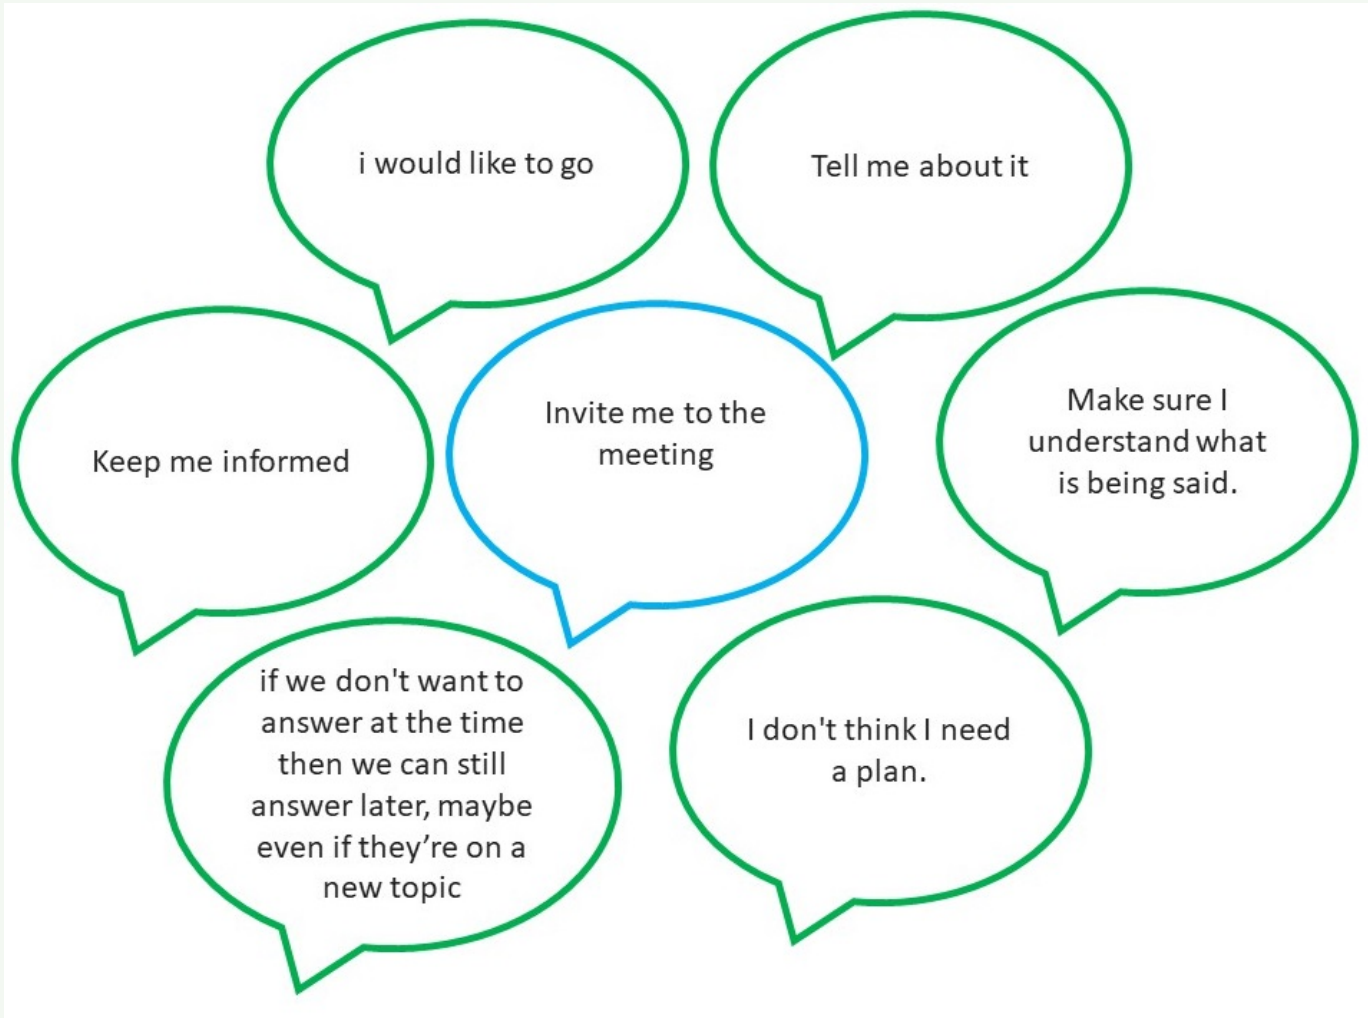 i would like to go
Tell me about it
Keep me informed
Invite me to the
meeting
Make sure I
understand what
is being said.
if we don't want to
answer at the time
then we can still
answer later, maybe
even if they’re on a
new topic
I don't think I need
a plan.